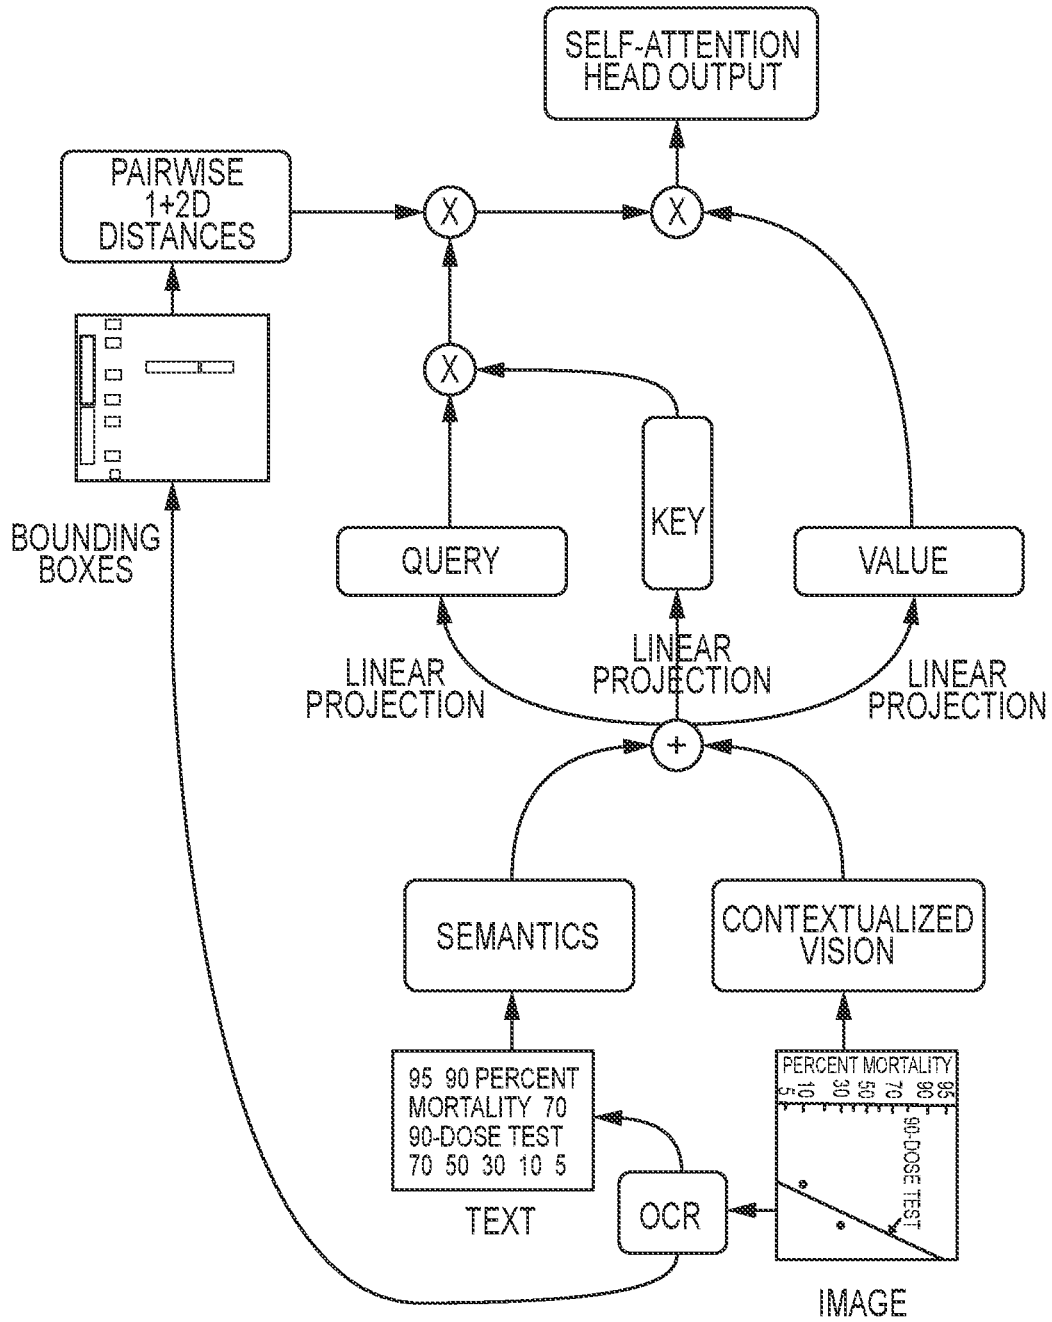 SELF-ATTENTION
HEAD OUTPUT
PAIRWISE
1+2D
DISTANCES
X
X
X
BOUNDING
BOXES
QUERY
KEY
VALUE
LINEAR
PROJECTION
LINEAR
PROJECTION
LINEAR
PROJECTION
+
SEMANTICS
CONTEXTUALIZED
VISION
95 90 PERCENT
MORTALITY 70
90-DOSE TEST
70 50 30 10 5
TEXT
OCR
PERCENT MORTALITY
5 10 30 50 70 90 95
90-DOSE TEST
IMAGE